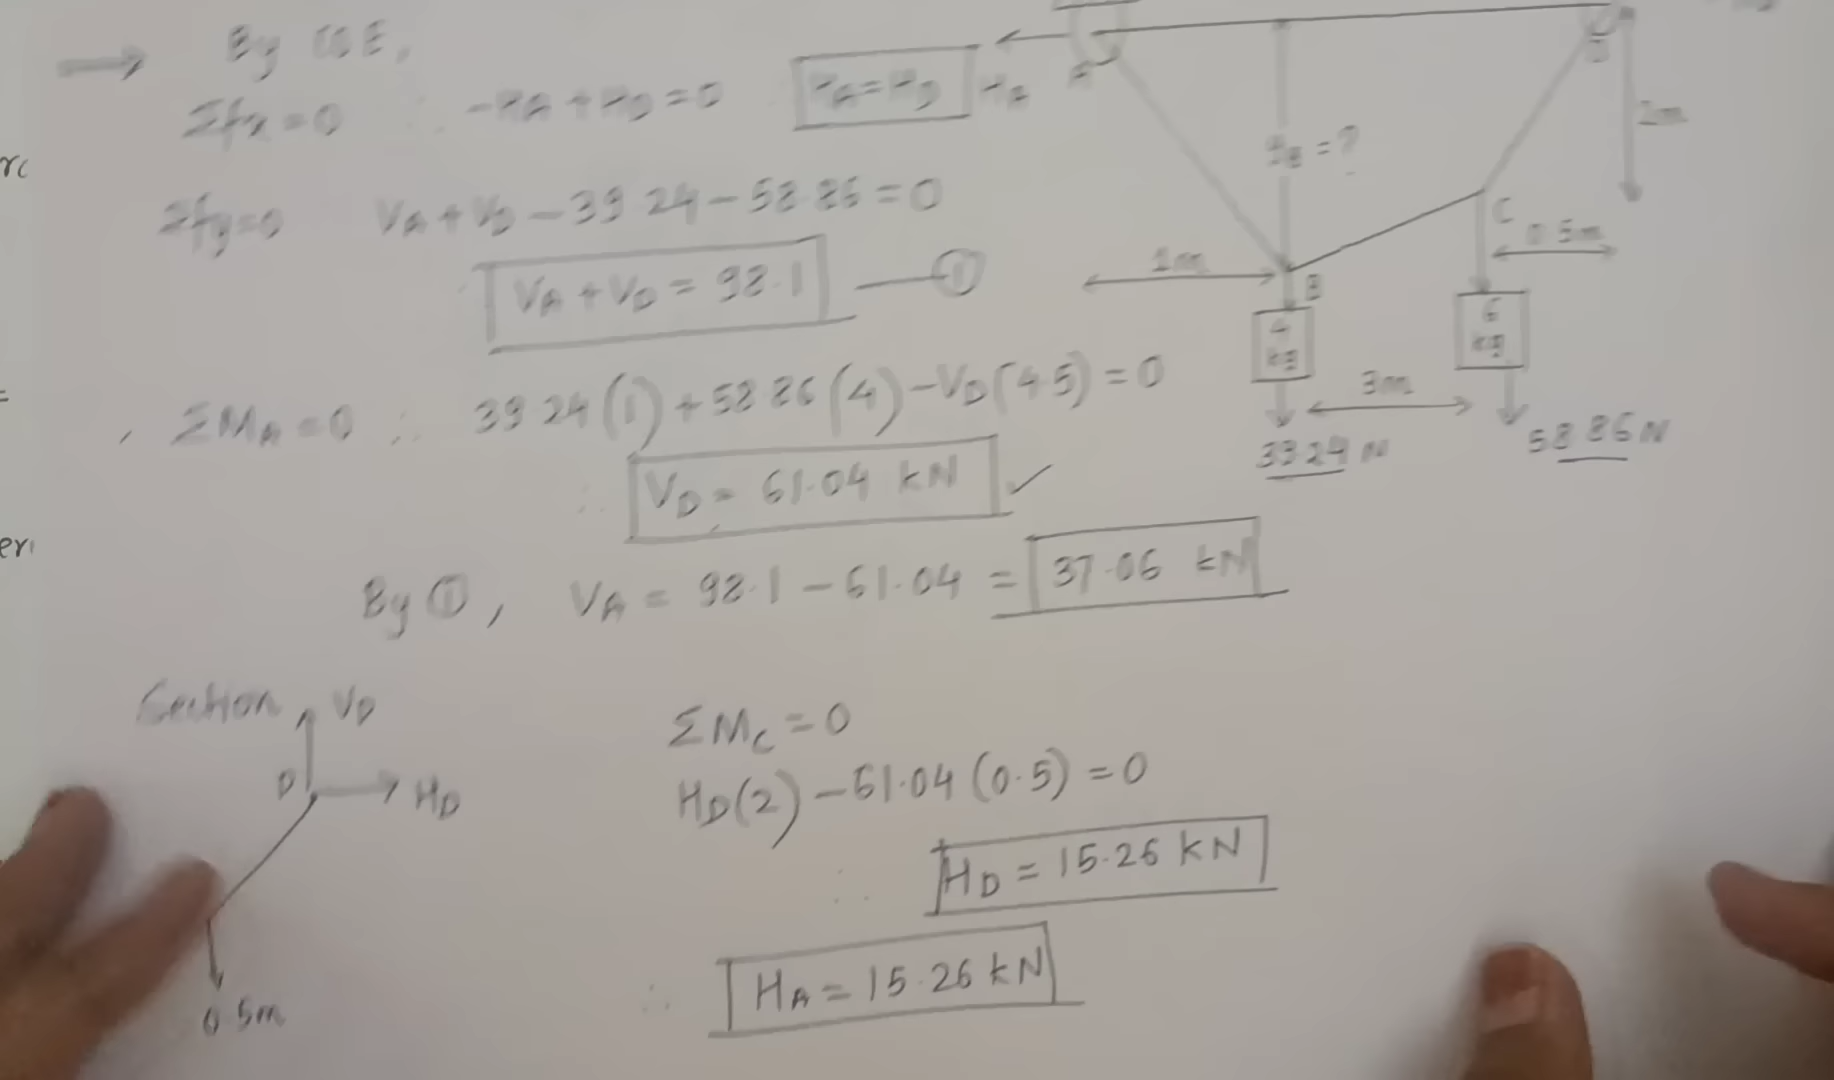 rc
By COE,
Σfx=0 ∴ -HA+HD=0 HA=HD HA
A
D
2m
yB=?
Σfy=0 VA+VD-39.24-58.86=0
C
0.5m
1m
VA+VD=98.1 —①
B
4
kg
6
kg
3m
ΣMA=0 ∴ 39.24(1)+58.86(4)-VD(4.5)=0
39.24 N
58.86 N
∴ VD=61.04 kN ✓
er
By ①, VA=98.1-61.04=37.06 kN
Section VD
D
HD
0.5m
ΣMC=0
HD(2)-61.04(0.5)=0
∴ HD=15.26 kN
∴ HA=15.26 kN